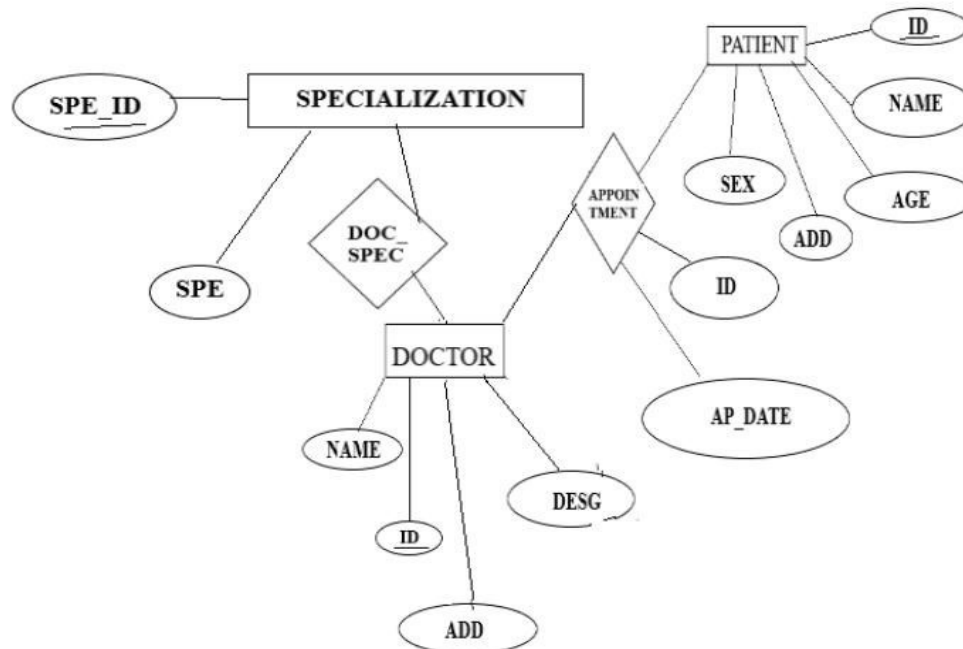 ID
PATIENT
NAME
SPE_ID
SPECIALIZATION
SEX
AGE
APPOIN
TMENT
ADD
DOC_
SPEC
ID
SPE
DOCTOR
AP_DATE
NAME
DESG
ID
ADD